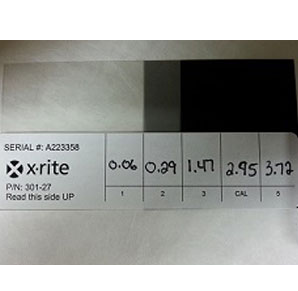 SERIAL #: A223358
x·rite
P/N: 301-27
Read this side UP
0.06 0.29 1.47 2.95 3.72
1 2 3 CAL 5